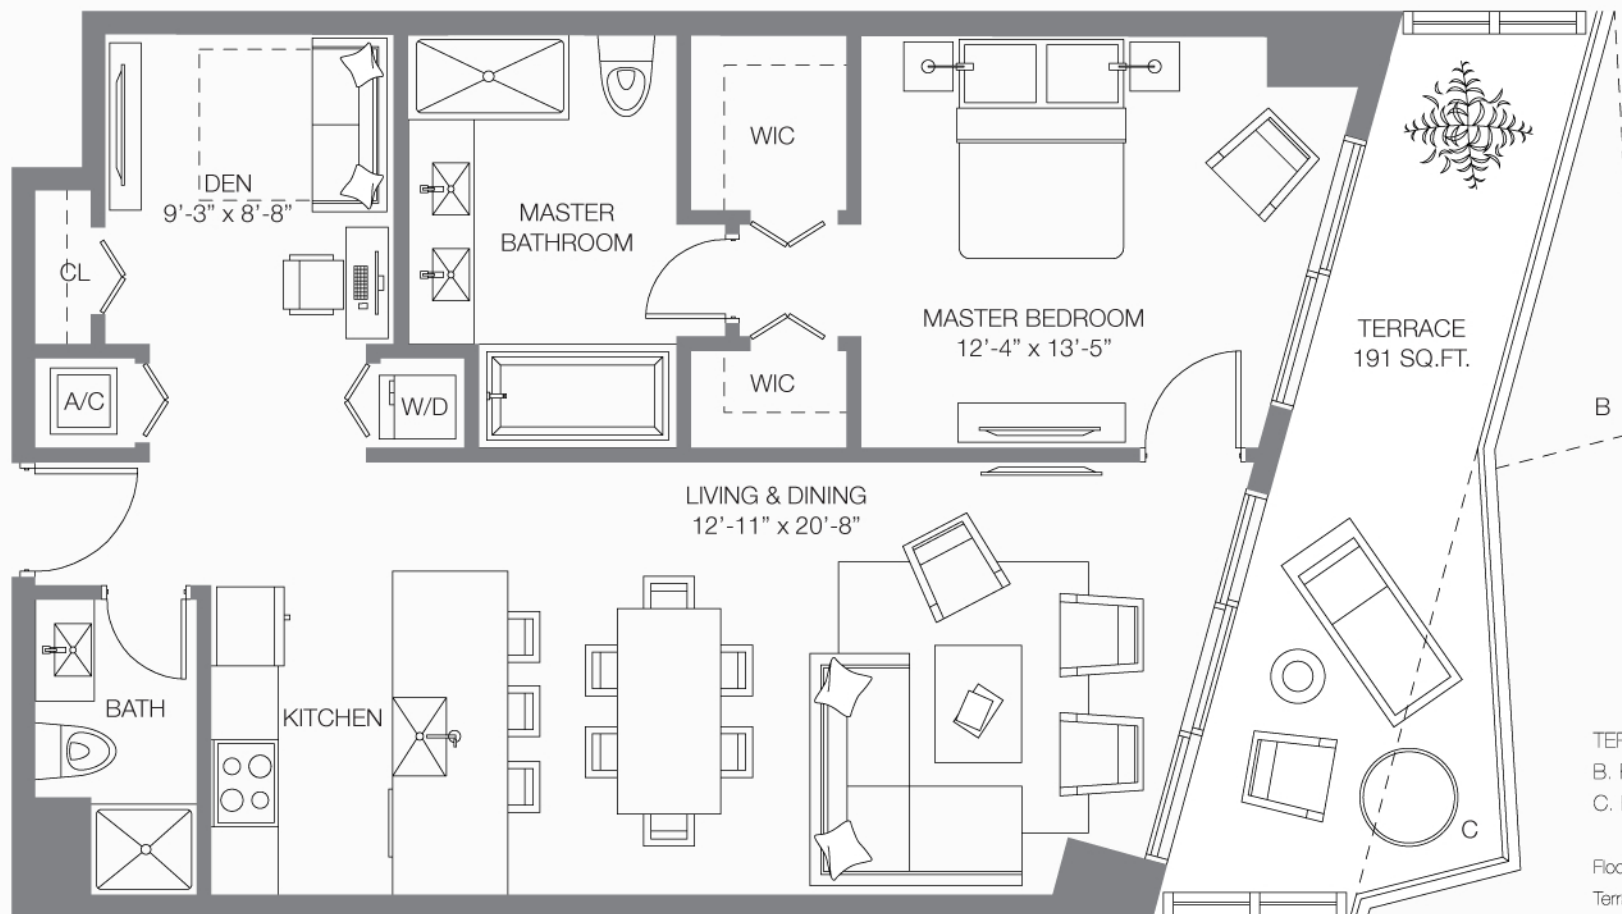 DEN
9’-3” x 8’-8”
CL
A/C
W/D
MASTER
BATHROOM
WIC
WIC
MASTER BEDROOM
12’-4” x 13’-5”
TERRACE
191 SQ.FT.
B
LIVING & DINING
12’-11” x 20’-8”
BATH
KITCHEN
C
B.
C.